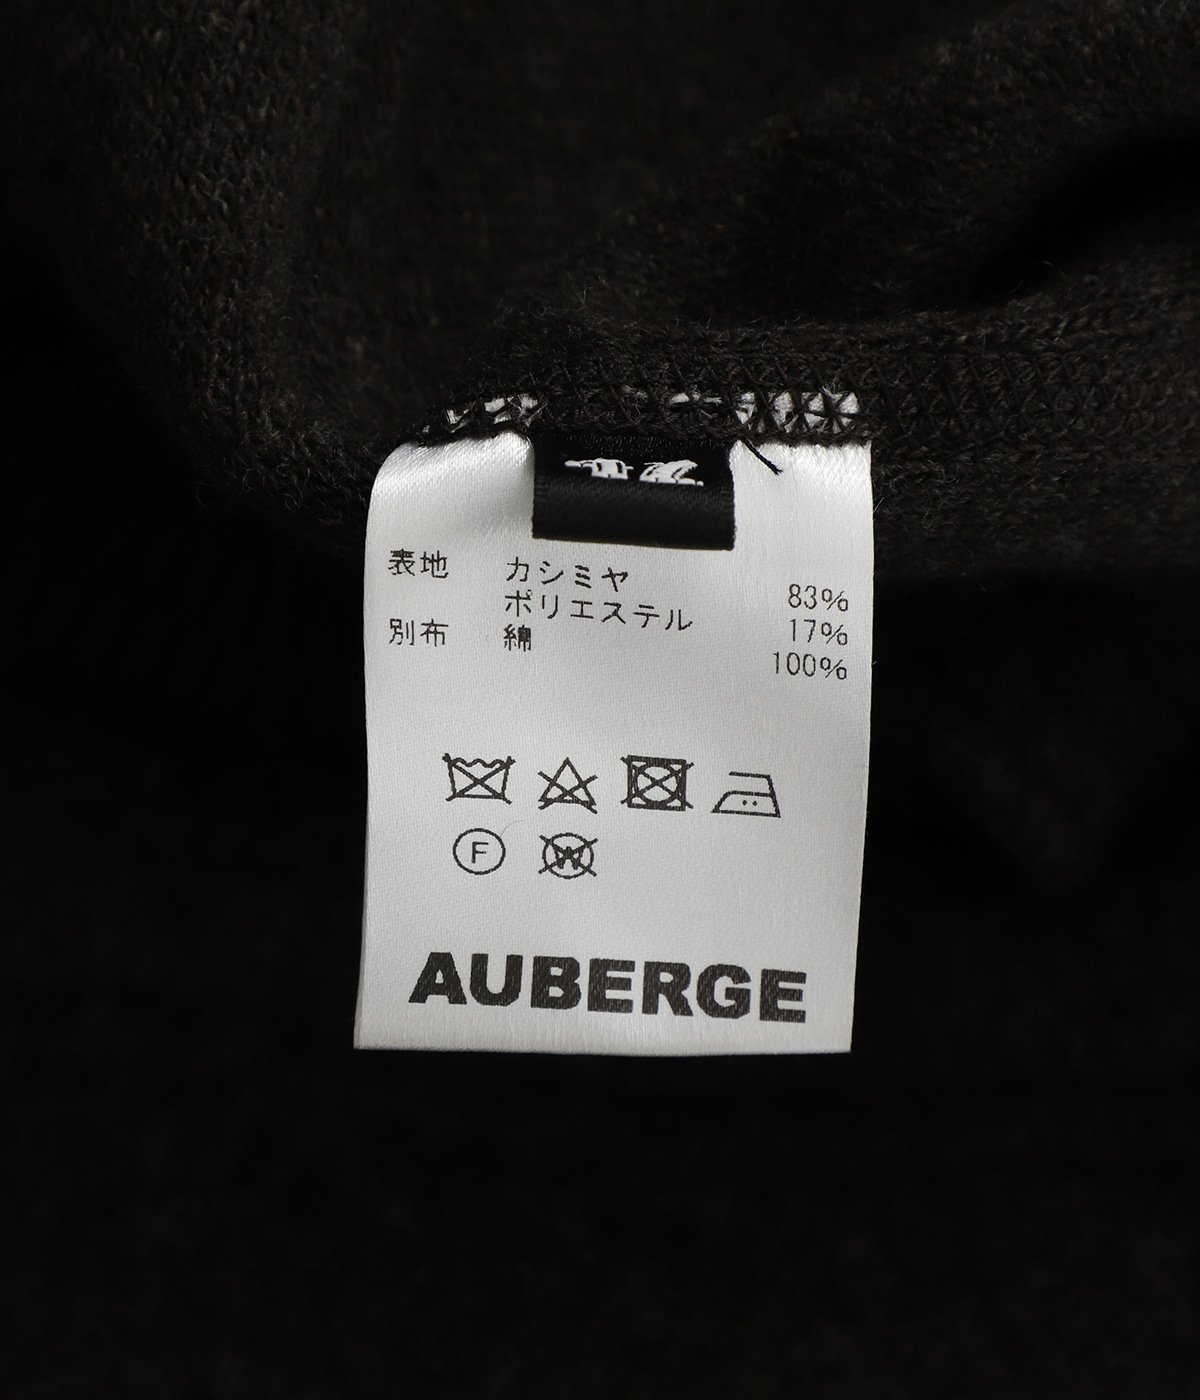 表地 カシミヤ 83%
ポリエステル 17%
別布 綿 100%
F
W
AUBERGE